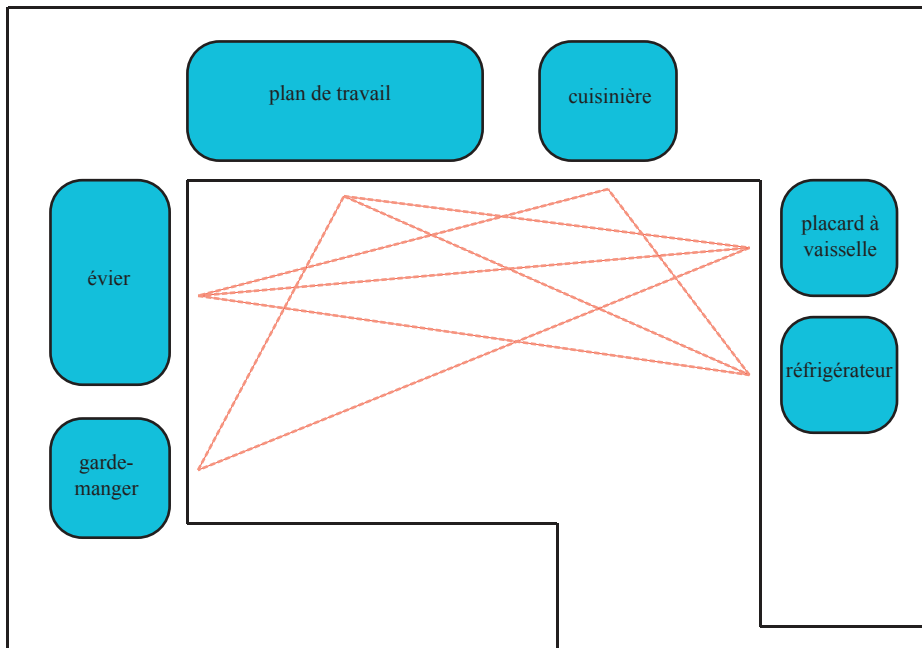 plan de travail
cuisinière
placard à
vaisselle
évier
réfrigérateur
garde-
manger